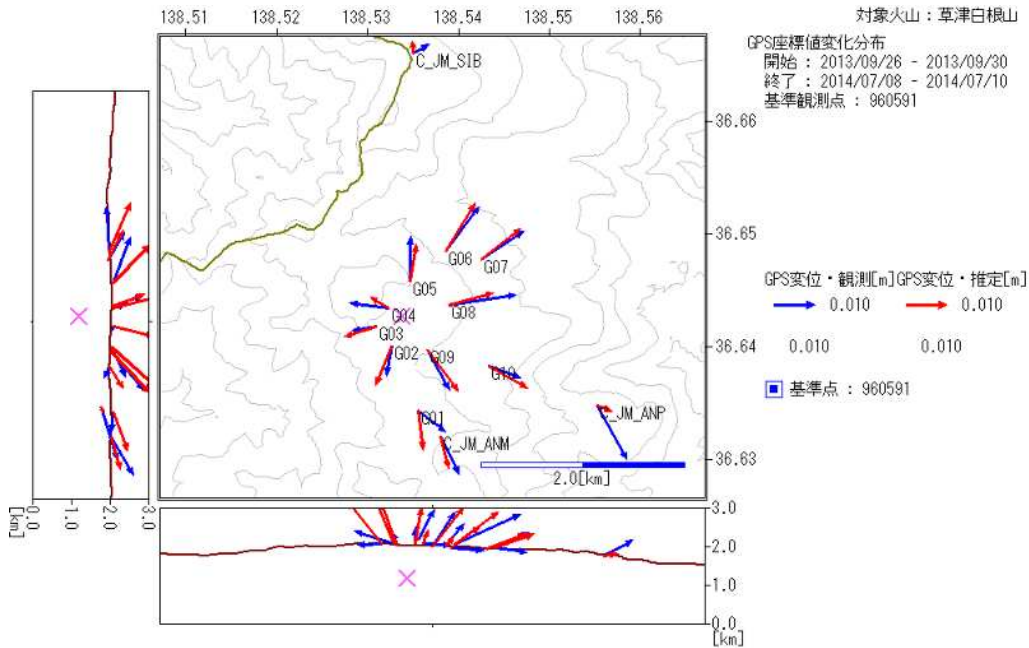 138.51 138.52 138.53 138.54 138.55 138.56
対象火山：草津白根山
GPS座標値変化分布
開始：2013/09/26 - 2013/09/30
終了：2014/07/08 - 2014/07/10
基準観測点：960591
C_JM_SIB
36.66
36.65
G06
G07
G05
GPS変位・観測[m] GPS変位・推定[m]
0.010 0.010
G08
G04
G03
36.64
G02
G09
0.010 0.010
G10
基準点：960591
G01
C_JM_ANP
C_JM_ANM
36.63
2.0[km]
0.0 1.0 2.0 3.0
[km]
3.0
2.0
1.0
0.0
[km]